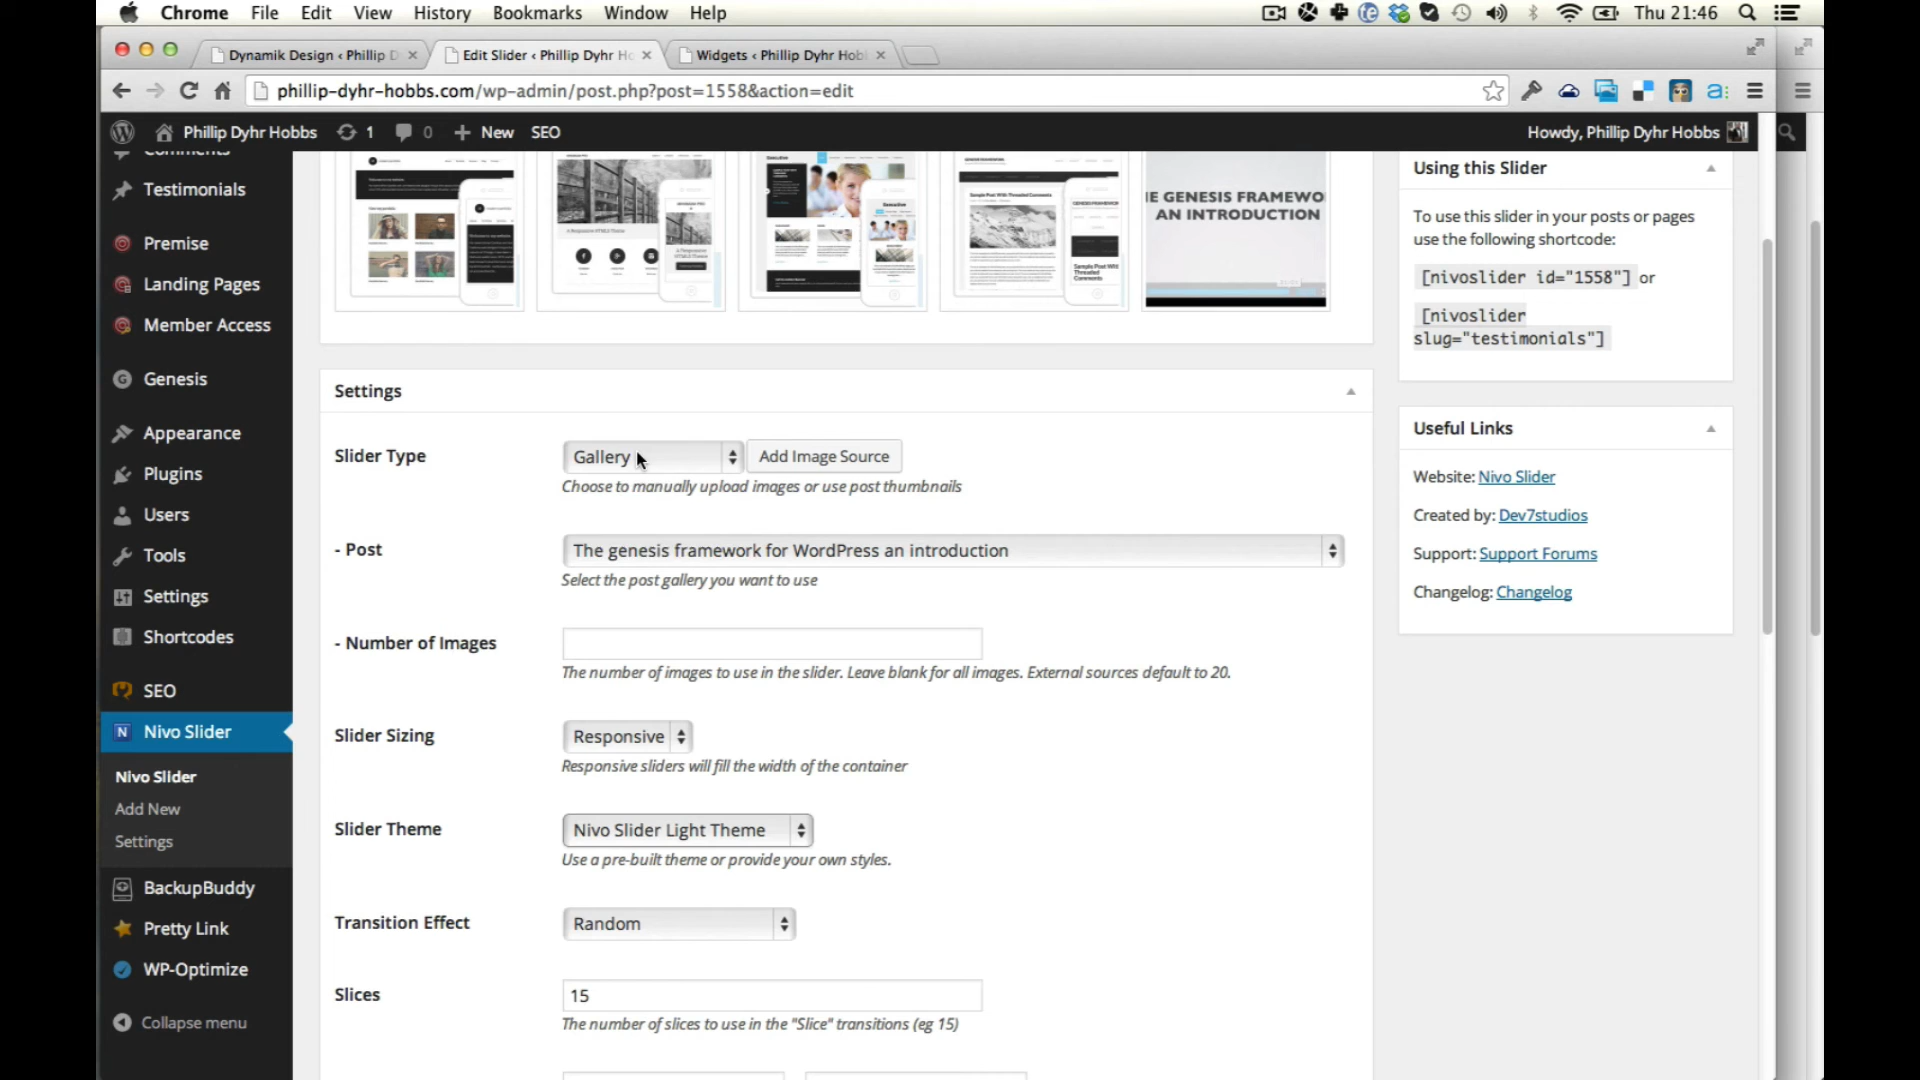 Chrome File Edit View History Bookmarks Window Help Thu 21:46
Dynamik Design ‹ Phillip D Edit Slider ‹ Phillip Dyhr Ho Widgets ‹ Phillip Dyhr Hob
phillip-dyhr-hobbs.com/wp-admin/post.php?post=1558&action=edit
Phillip Dyhr Hobbs 1 0 New SEO Howdy, Phillip Dyhr Hobbs
Comments
Testimonials
Premise
Landing Pages
Member Access
Genesis
Appearance
Plugins
Users
Tools
Settings
Shortcodes
SEO
Nivo Slider
Nivo Slider
Add New
Settings
BackupBuddy
Pretty Link
WP-Optimize
Collapse menu
Executive
Sample Post With Threaded Comments
E GENESIS FRAMEWO
AN INTRODUCTION
Settings
Slider Type Gallery Add Image Source
Choose to manually upload images or use post thumbnails
- Post The genesis framework for WordPress an introduction
Select the post gallery you want to use
- Number of Images
The number of images to use in the slider. Leave blank for all images. External sources default to 20.
Slider Sizing Responsive
Responsive sliders will fill the width of the container
Slider Theme Nivo Slider Light Theme
Use a pre-built theme or provide your own styles.
Transition Effect Random
Slices 15
The number of slices to use in the "Slice" transitions (eg 15)
Using this Slider
To use this slider in your posts or pages
use the following shortcode:
[nivoslider id="1558"] or
[nivoslider
slug="testimonials"]
Useful Links
Website: Nivo Slider
Created by: Dev7studios
Support: Support Forums
Changelog: Changelog